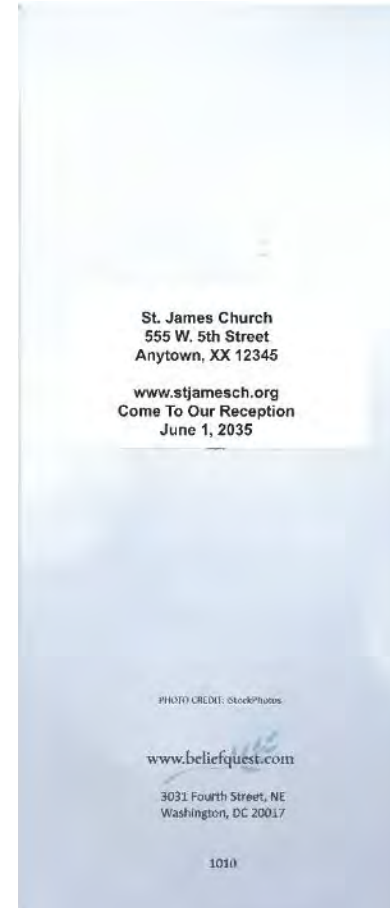 St. James Church
555 W. 5th Street
Anytown, XX 12345
www.stjamesch.org
Come To Our Reception
June 1, 2035
PHOTO CREDIT: iStockPhotos
www.beliefquest.com
3031 Fourth Street, NE
Washington, DC 20017
1010